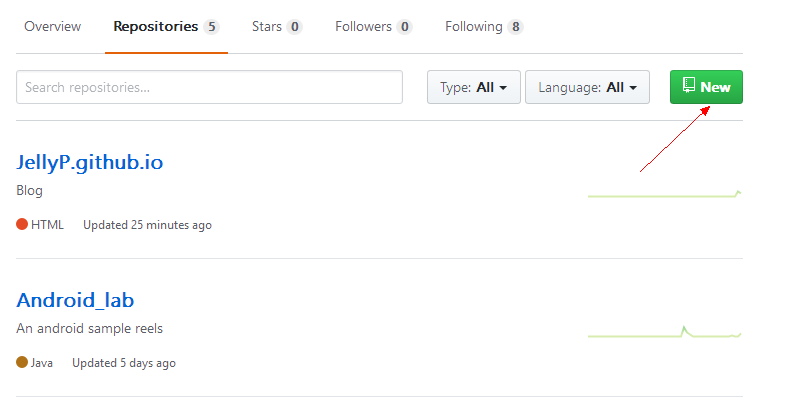 Overview Repositories 5 Stars 0 Followers 0 Following 8
Search repositories... Type: All Language: All New
JellyP.github.io
Blog
HTML Updated 25 minutes ago
Android_lab
An android sample reels
Java Updated 5 days ago